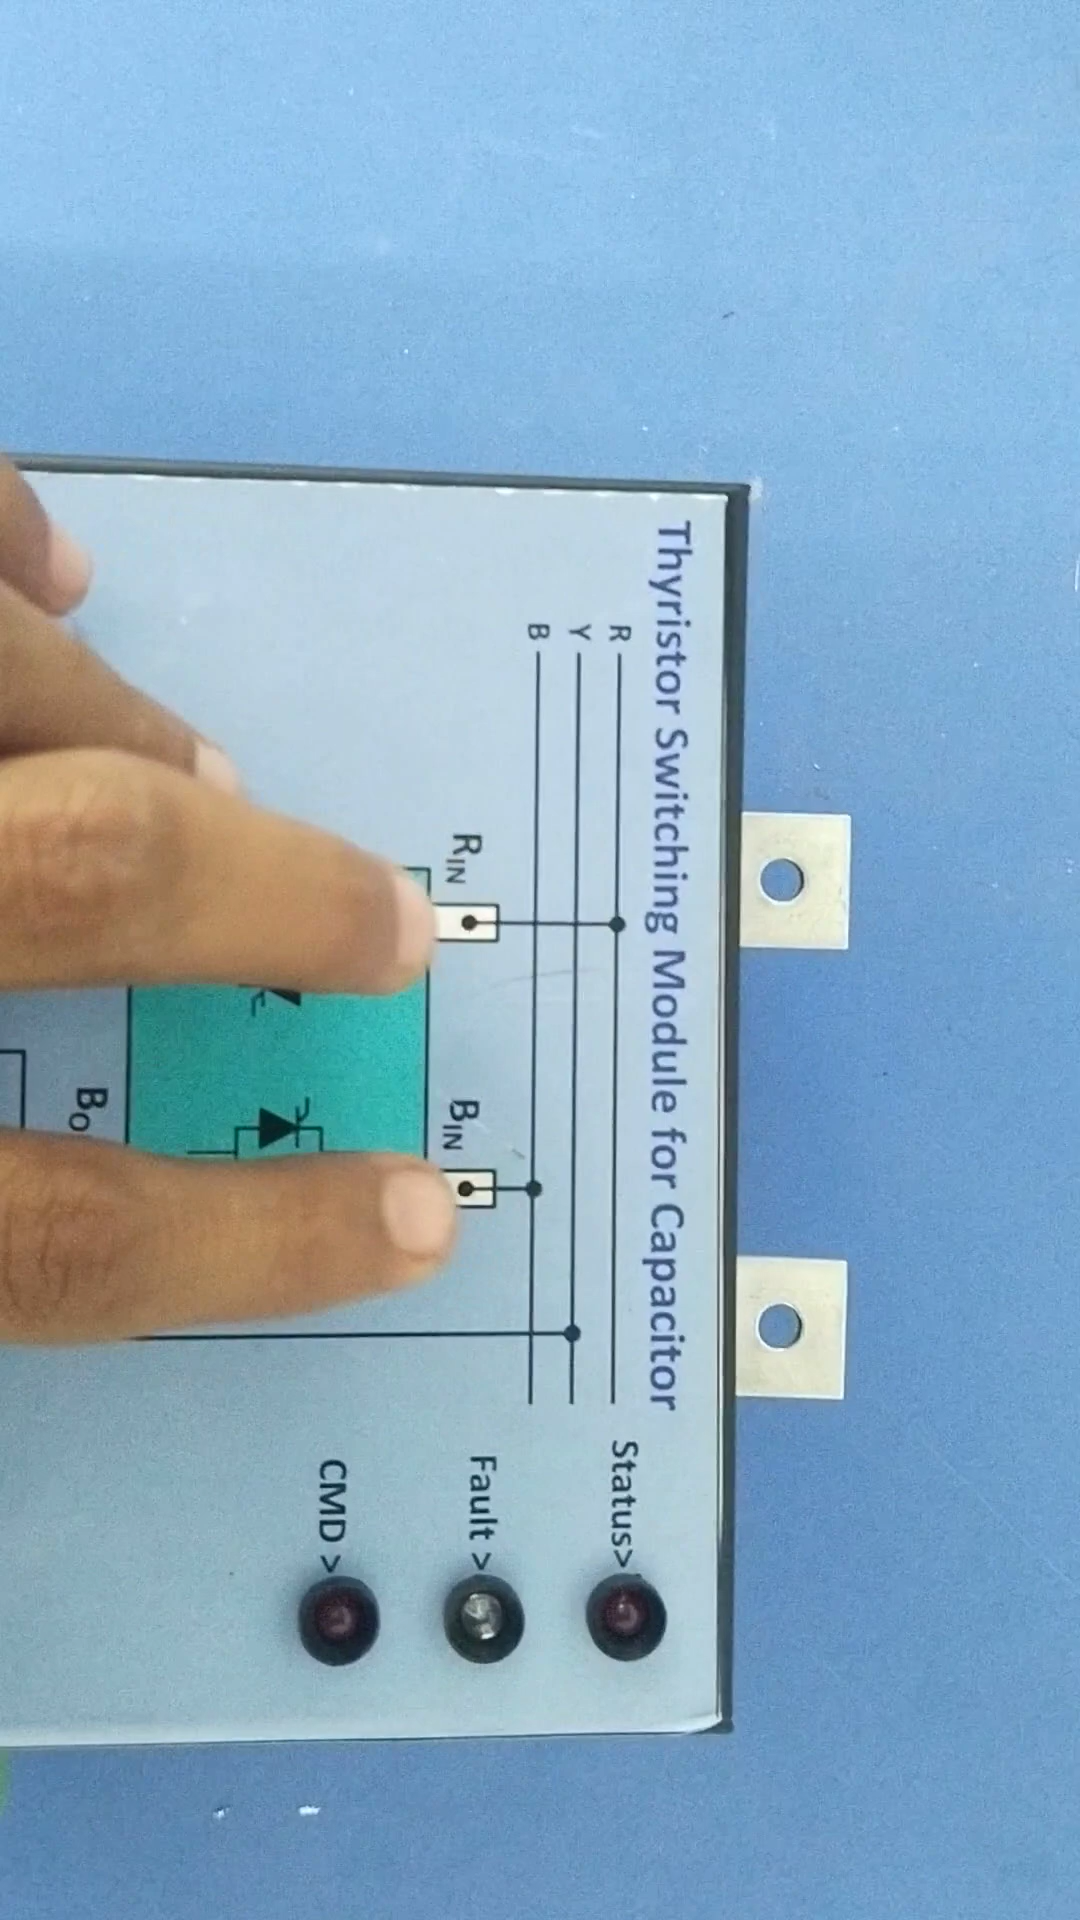 Thyristor Switching Module for Capacitor
R
Y
B
RIN
BIN
Status>
Fault >
CMD >